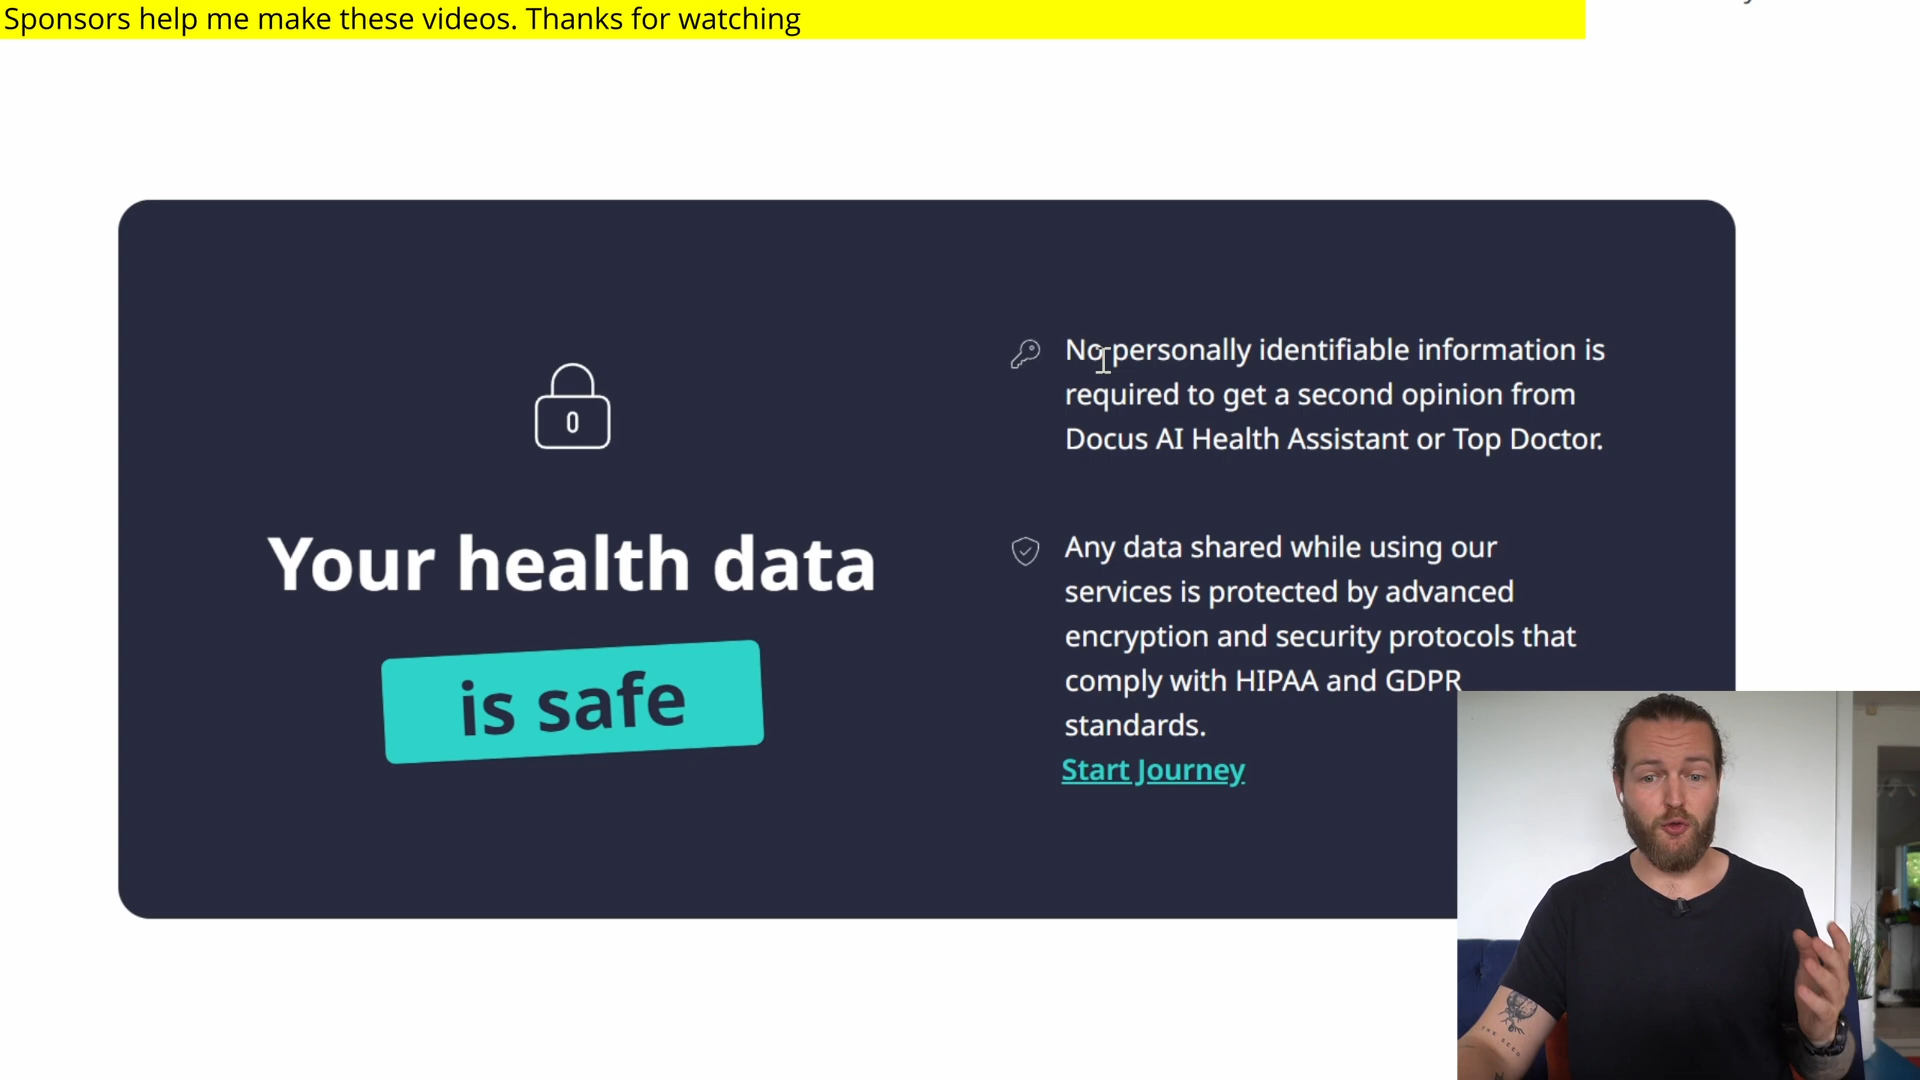 Sponsors help me make these videos. Thanks for watching
No personally identifiable information is
required to get a second opinion from
Docus AI Health Assistant or Top Doctor.
Your health data
is safe
Any data shared while using our
services is protected by advanced
encryption and security protocols that
comply with HIPAA and GDPR
standards.
Start Journey